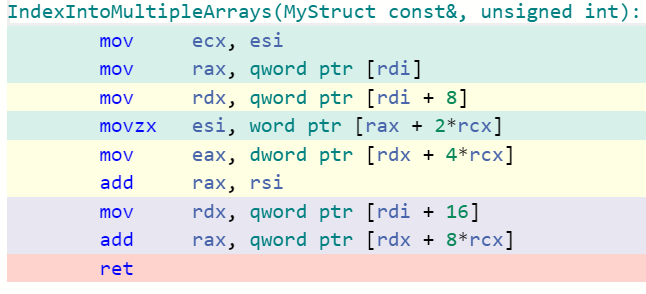 IndexIntoMultipleArrays(MyStruct const&, unsigned int):
mov ecx, esi
mov rax, qword ptr [rdi]
mov rdx, qword ptr [rdi + 8]
movzx esi, word ptr [rax + 2*rcx]
mov eax, dword ptr [rdx + 4*rcx]
add rax, rsi
mov rdx, qword ptr [rdi + 16]
add rax, qword ptr [rdx + 8*rcx]
ret